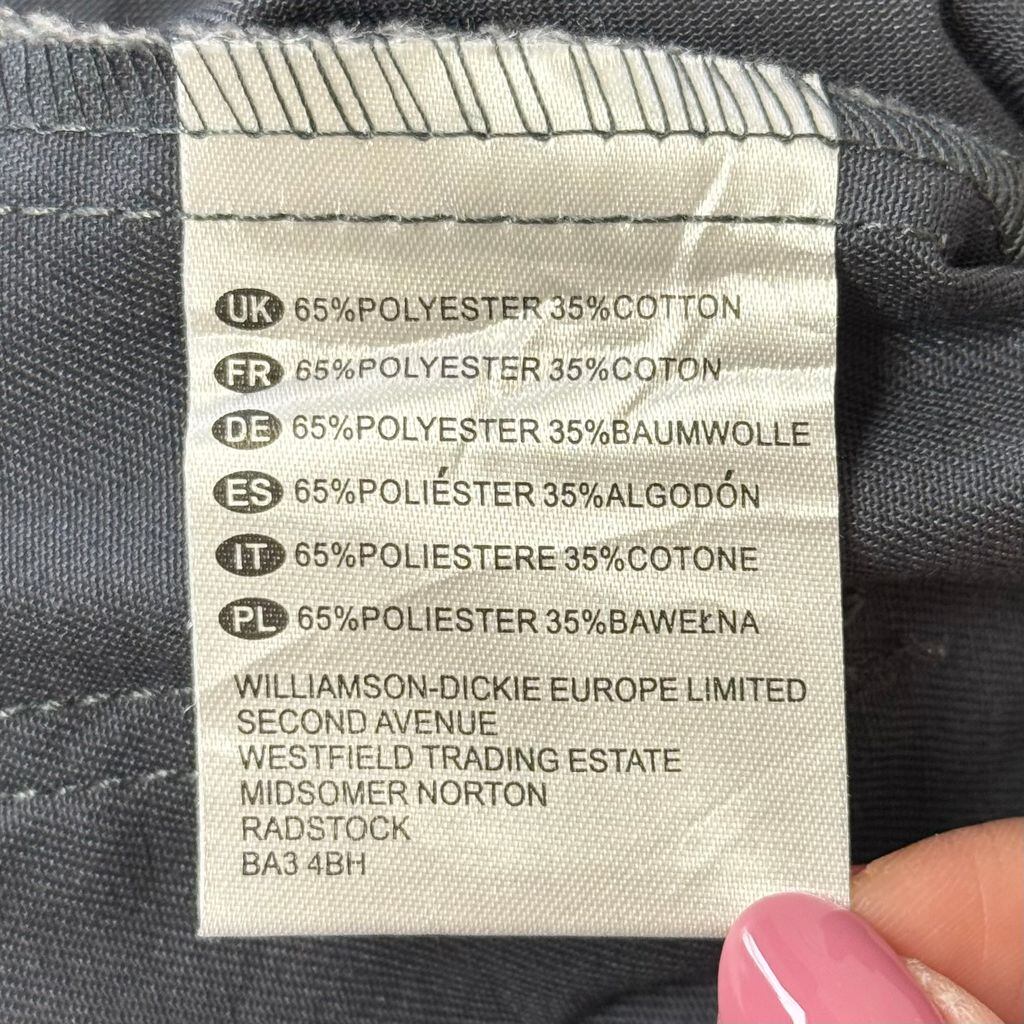 UK 65%POLYESTER 35%COTTON
FR 65%POLYESTER 35%COTON
DE 65%POLYESTER 35%BAUMWOLLE
ES 65%POLIÉSTER 35%ALGODÓN
IT 65%POLIESTERE 35%COTONE
PL 65%POLIESTER 35%BAWEŁNA
WILLIAMSON-DICKIE EUROPE LIMITED
SECOND AVENUE
WESTFIELD TRADING ESTATE
MIDSOMER NORTON
RADSTOCK
BA3 4BH